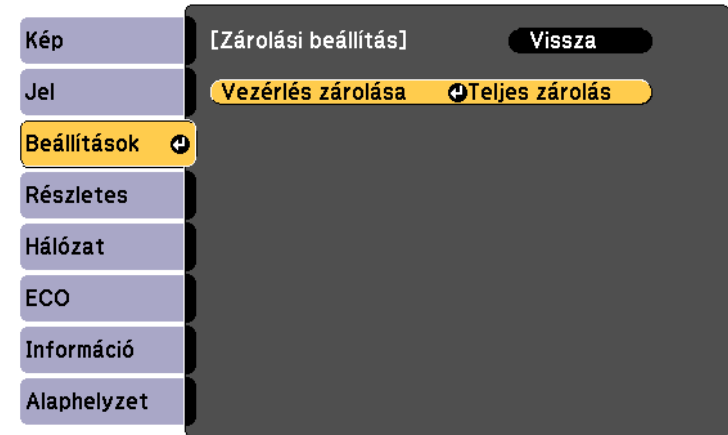 Kép
Jel
Beállítások
Részletes
Hálózat
ECO
Információ
Alaphelyzet
[Zárolási beállítás] Vissza
Vezérlés zárolása Teljes zárolás